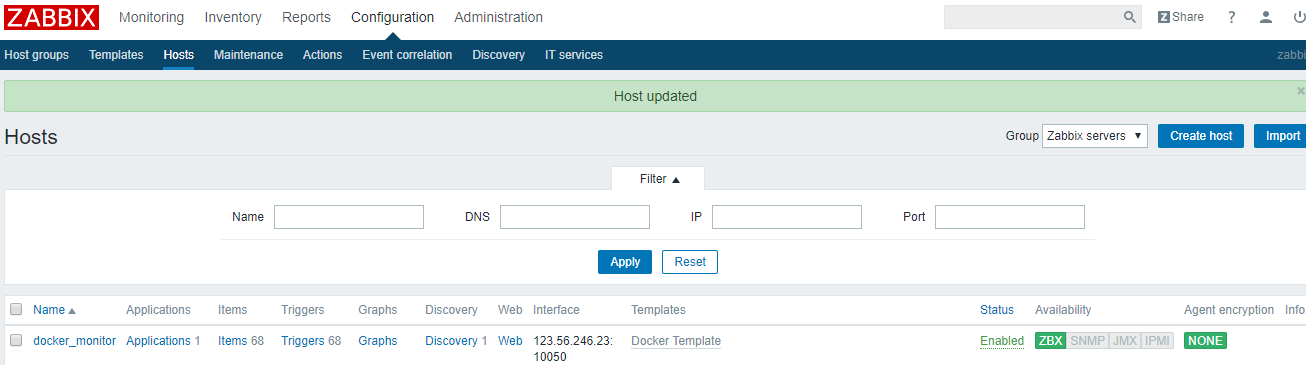 ZABBIX Monitoring Inventory Reports Configuration Administration Share ?
Host groups Templates Hosts Maintenance Actions Event correlation Discovery IT services
Host updated
Hosts Group Zabbix servers Create host Import
Filter
Name DNS IP Port
Apply Reset
Name Applications Items Triggers Graphs Discovery Web Interface Templates Status Availability Agent encryption Info
docker_monitor Applications 1 Items 68 Triggers 68 Graphs Discovery 1 Web 123.56.246.23: Docker Template Enabled ZBX SNMP JMX IPMI NONE
10050